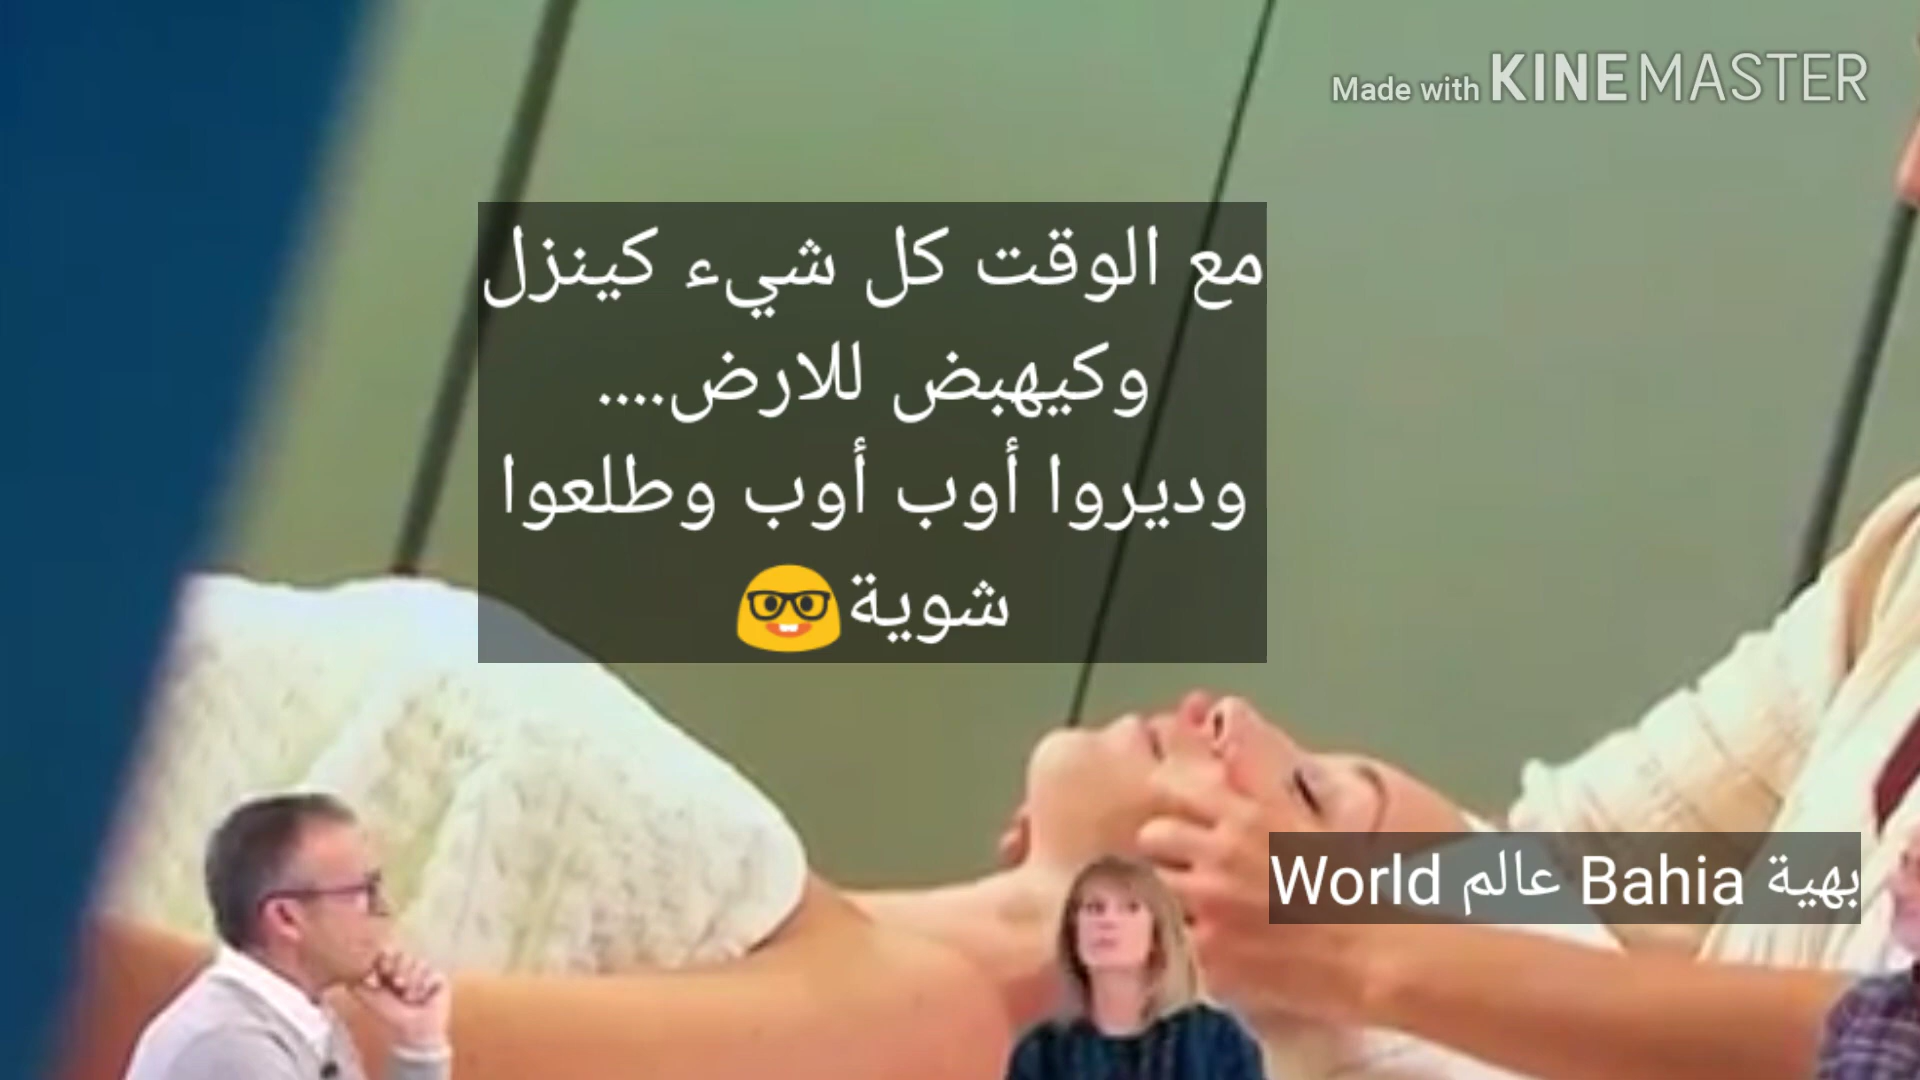 Made with KINEMASTER
مع الوقت كل شيء كينزل
وكيهبض للارض....
وديروا أوب أوب وطلعوا
شوية🤓
بهية Bahia عالم World